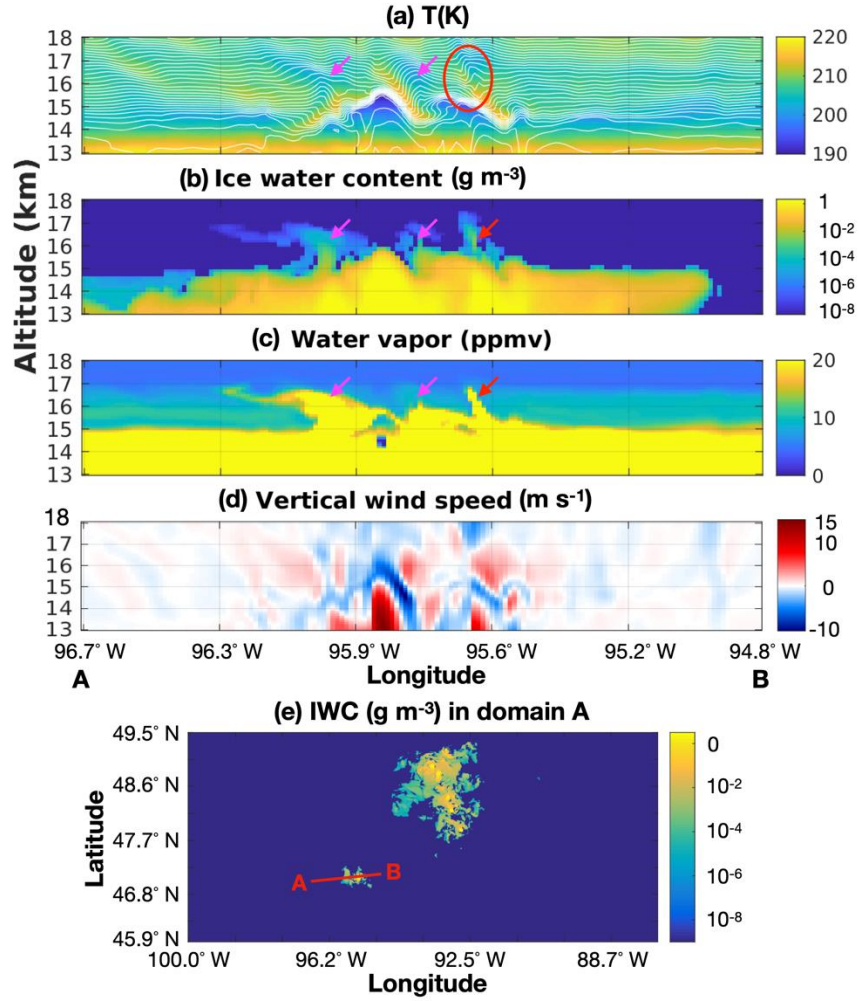 (a) T(K)
18
17
16
15
14
13
220
210
200
190
(b) Ice water content (g m⁻³)
18
17
16
15
14
13
1
10⁻²
10⁻⁴
10⁻⁶
10⁻⁸
Altitude (km)
(c) Water vapor (ppmv)
18
17
16
15
14
13
20
10
0
(d) Vertical wind speed (m s⁻¹)
18
17
16
15
14
13
15
10
0
-10
96.7° W 96.3° W 95.9° W 95.6° W 95.2° W 94.8° W
A Longitude B
(e) IWC (g m⁻³) in domain A
49.5° N
48.6° N
47.7° N
46.8° N
45.9° N
Latitude
A B
0
10⁻²
10⁻⁴
10⁻⁶
10⁻⁸
100.0° W 96.2° W 92.5° W 88.7° W
Longitude